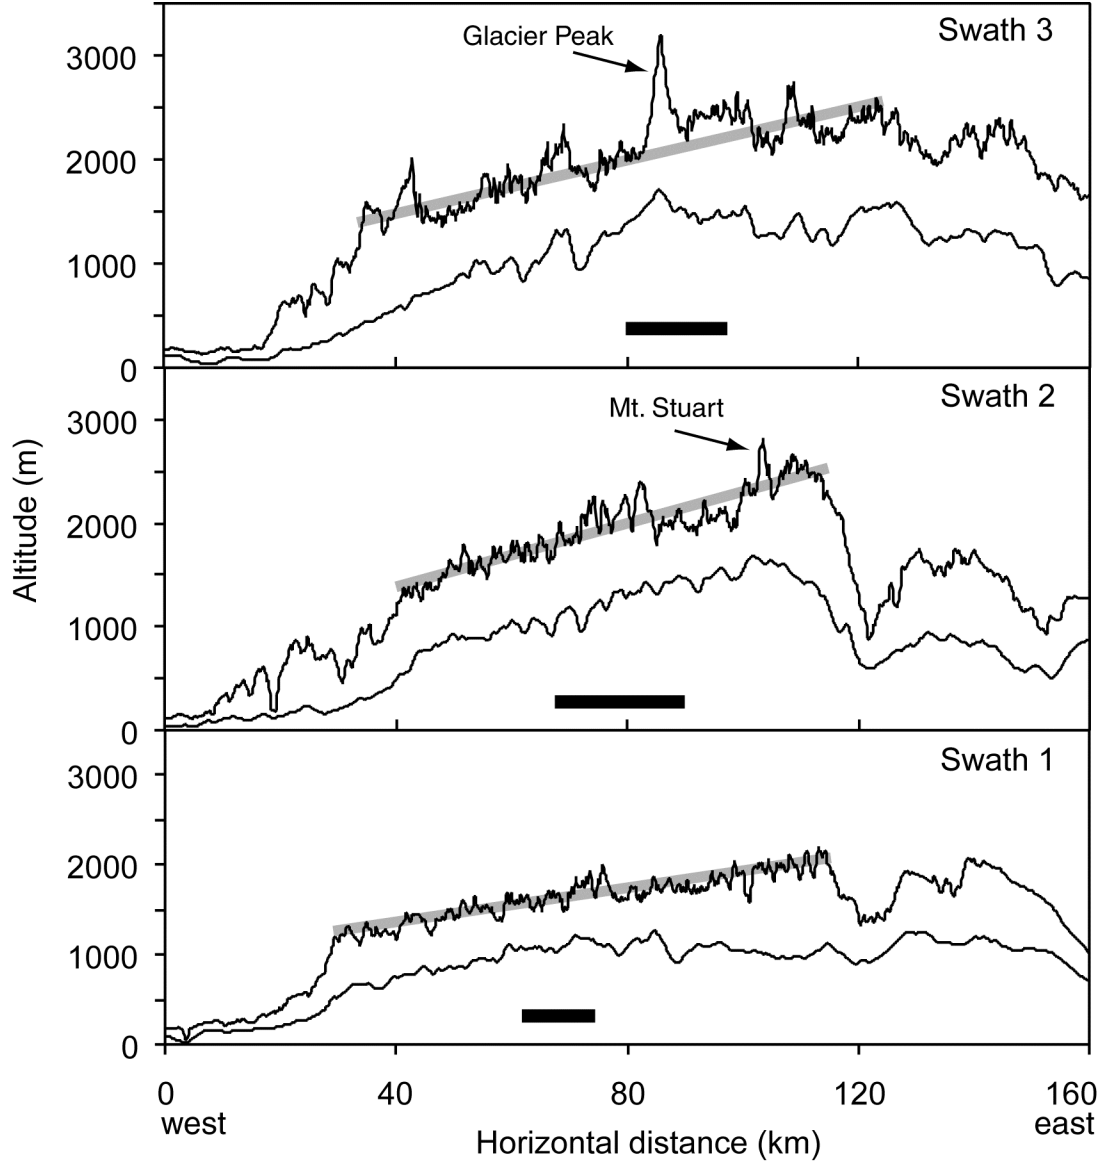 Swath 3
Glacier Peak
3000
2000
1000
0
Swath 2
Mt. Stuart
3000
2000
1000
0
Altitude (m)
Swath 1
3000
2000
1000
0
0 40 80 120 160
west east
Horizontal distance (km)